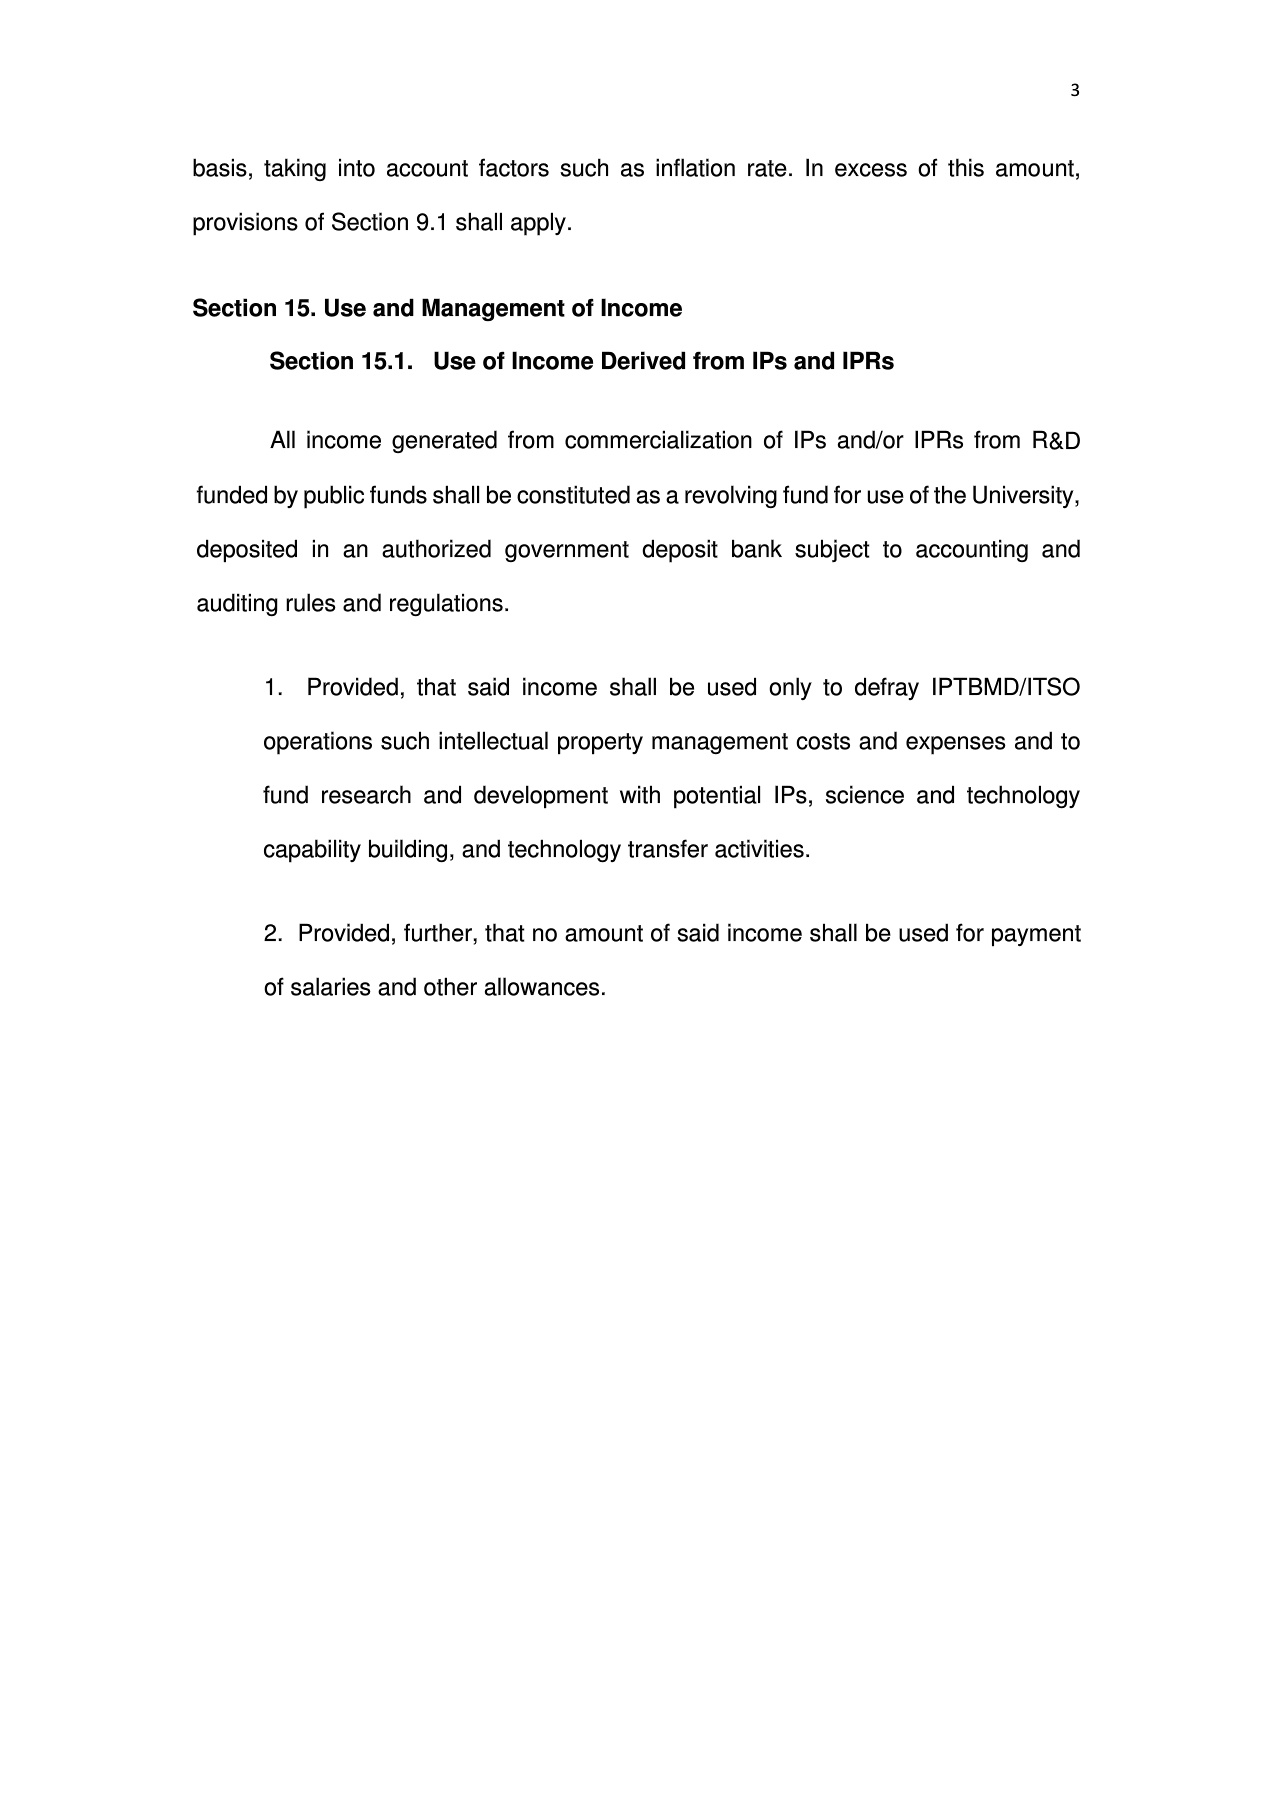 3
basis, taking into account factors such as inflation rate. In excess of this amount,
provisions of Section 9.1 shall apply.
Section 15. Use and Management of Income
Section 15.1. Use of Income Derived from IPs and IPRs
All income generated from commercialization of IPs and/or IPRs from R&D
funded by public funds shall be constituted as a revolving fund for use of the University,
deposited in an authorized government deposit bank subject to accounting and
auditing rules and regulations.
1. Provided, that said income shall be used only to defray IPTBMD/ITSO
operations such intellectual property management costs and expenses and to
fund research and development with potential IPs, science and technology
capability building, and technology transfer activities.
2. Provided, further, that no amount of said income shall be used for payment
of salaries and other allowances.